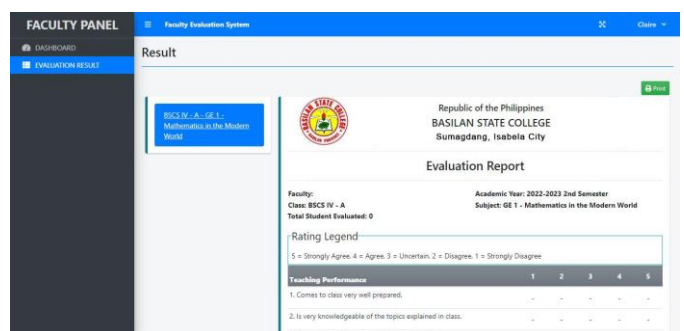 FACULTY PANEL
Faculty Evaluation System
Claire
DASHBOARD
EVALUATION RESULT
Result
Print
BSCS IV - A - GE 1 -
Mathematics in the Modern
World
Republic of the Philippines
BASILAN STATE COLLEGE
Sumagdang, Isabela City
Evaluation Report
Faculty:
Academic Year: 2022-2023 2nd Semester
Class: BSCS IV - A
Subject: GE 1 - Mathematics in the Modern World
Total Student Evaluated: 0
Rating Legend
5 = Strongly Agree, 4 = Agree, 3 = Uncertain, 2 = Disagree, 1 = Strongly Disagree
Teaching Performance 1 2 3 4 5
1. Comes to class very well prepared. - - - - -
2. Is very knowledgeable of the topics explained in class. - - - - -